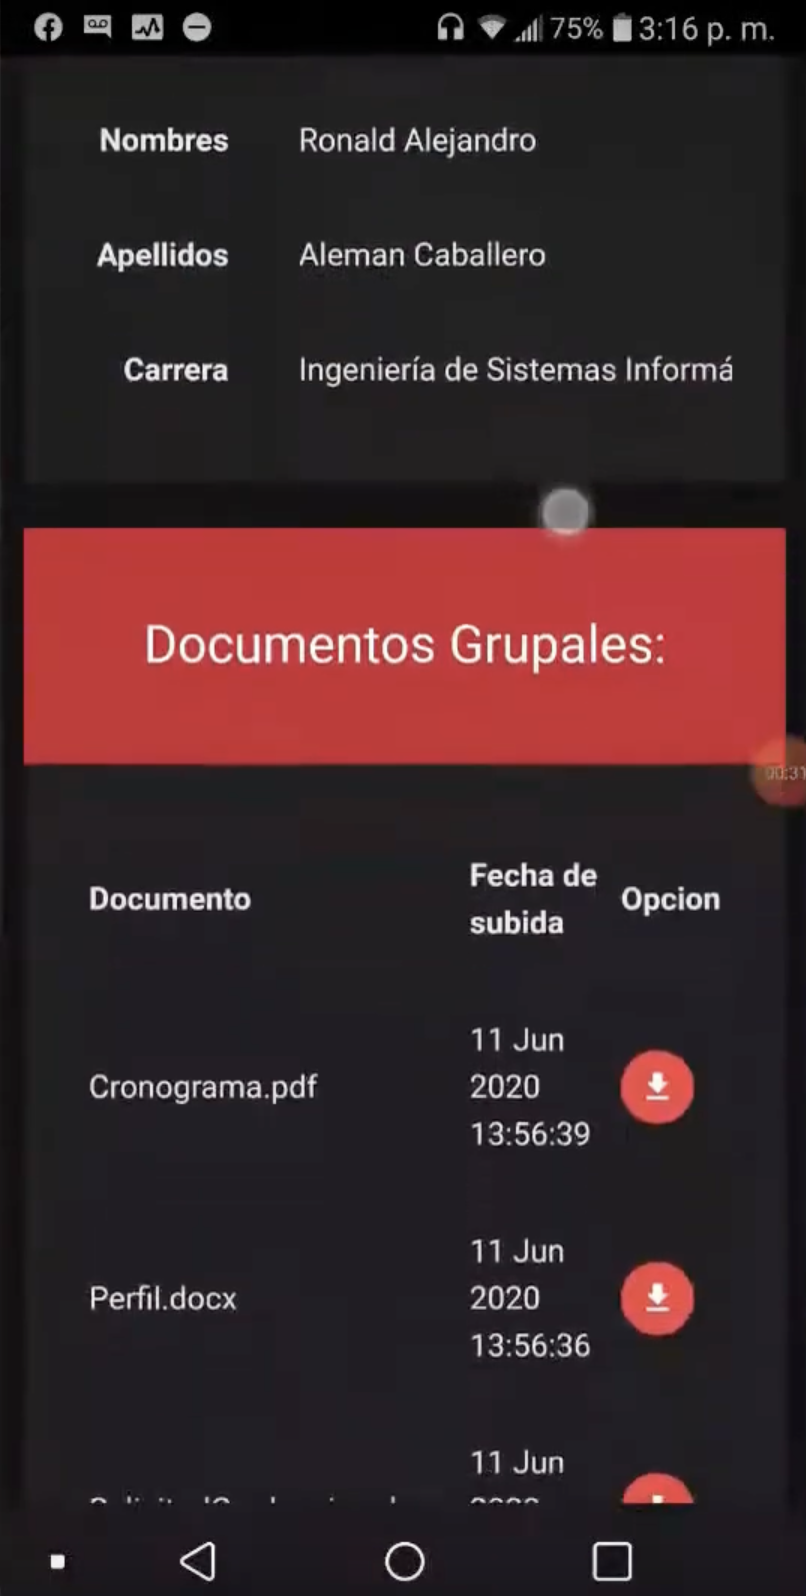 75% 3:16 p. m.
Nombres Ronald Alejandro
Apellidos Aleman Caballero
Carrera Ingeniería de Sistemas Informá
Documentos Grupales:
00:31
Documento Fecha de subida Opcion
Cronograma.pdf 11 Jun 2020 13:56:39
Perfil.docx 11 Jun 2020 13:56:36
11 Jun